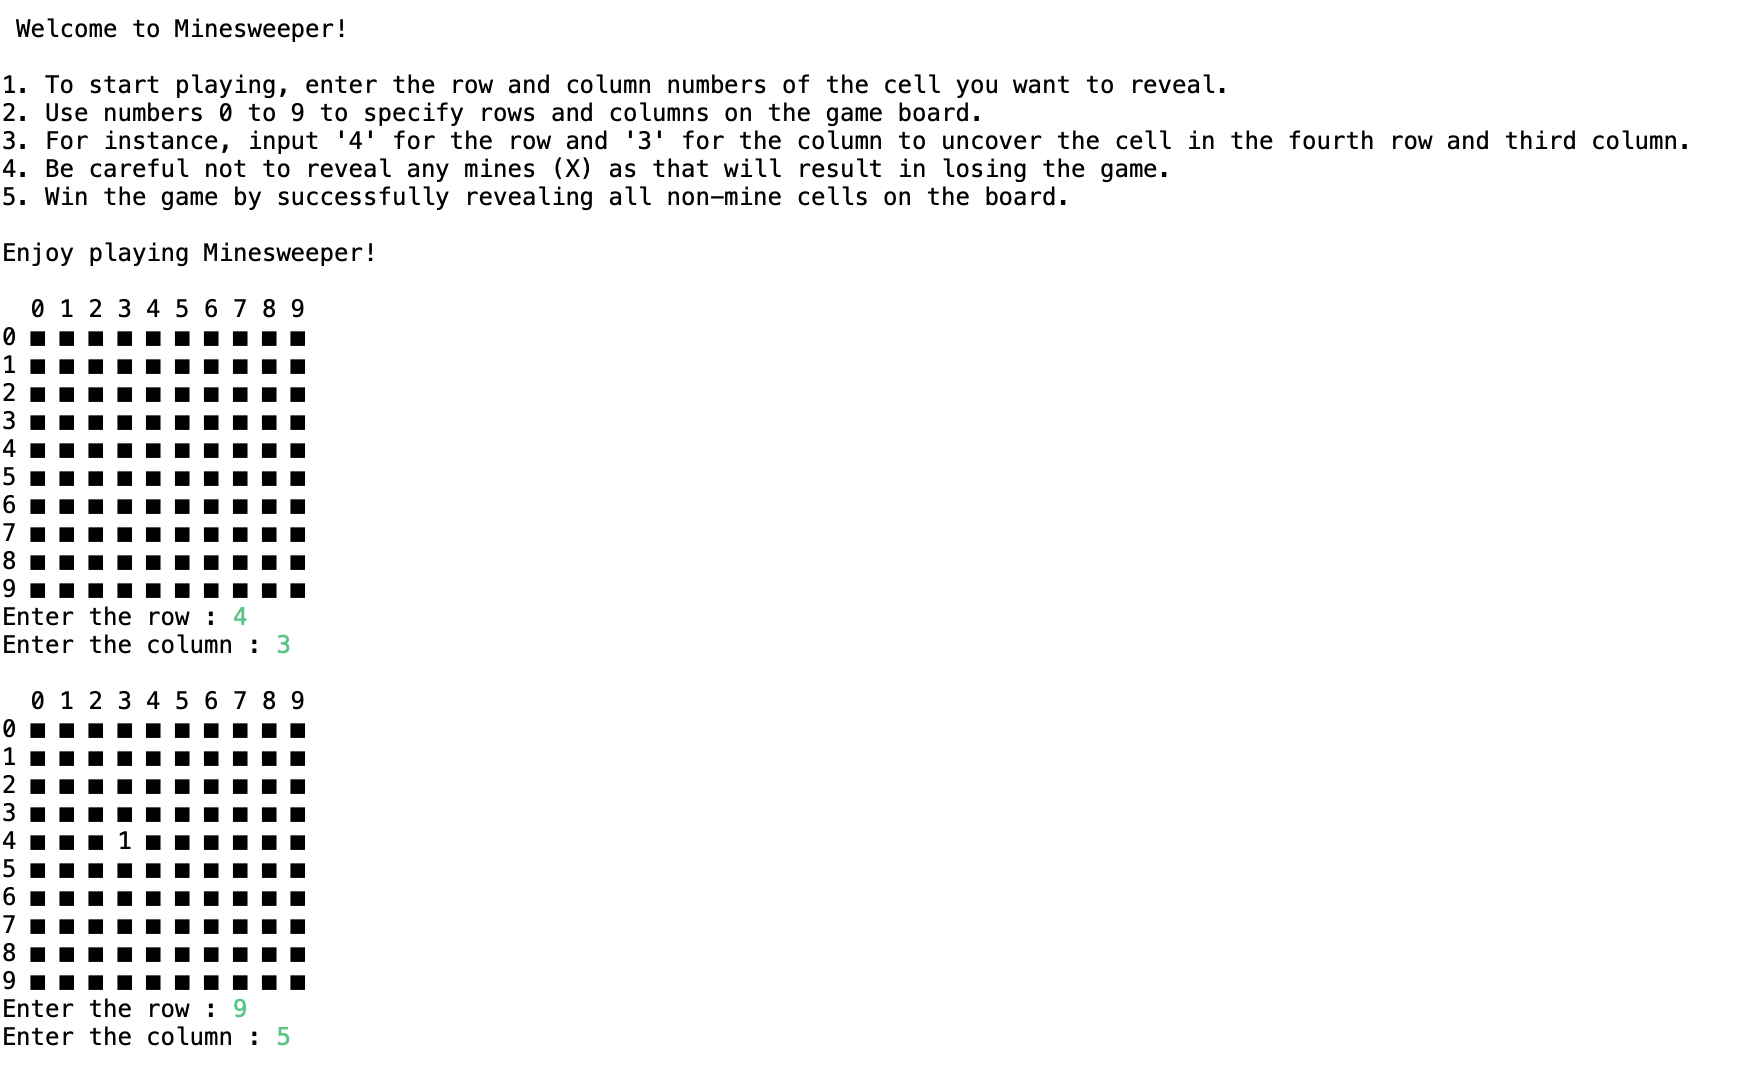 Welcome to Minesweeper!
1. To start playing, enter the row and column numbers of the cell you want to reveal.
2. Use numbers 0 to 9 to specify rows and columns on the game board.
3. For instance, input '4' for the row and '3' for the column to uncover the cell in the fourth row and third column.
4. Be careful not to reveal any mines (X) as that will result in losing the game.
5. Win the game by successfully revealing all non-mine cells on the board.
Enjoy playing Minesweeper!
0 1 2 3 4 5 6 7 8 9
0 ■ ■ ■ ■ ■ ■ ■ ■ ■ ■
1 ■ ■ ■ ■ ■ ■ ■ ■ ■ ■
2 ■ ■ ■ ■ ■ ■ ■ ■ ■ ■
3 ■ ■ ■ ■ ■ ■ ■ ■ ■ ■
4 ■ ■ ■ ■ ■ ■ ■ ■ ■ ■
5 ■ ■ ■ ■ ■ ■ ■ ■ ■ ■
6 ■ ■ ■ ■ ■ ■ ■ ■ ■ ■
7 ■ ■ ■ ■ ■ ■ ■ ■ ■ ■
8 ■ ■ ■ ■ ■ ■ ■ ■ ■ ■
9 ■ ■ ■ ■ ■ ■ ■ ■ ■ ■
Enter the row : 4
Enter the column : 3
0 1 2 3 4 5 6 7 8 9
0 ■ ■ ■ ■ ■ ■ ■ ■ ■ ■
1 ■ ■ ■ ■ ■ ■ ■ ■ ■ ■
2 ■ ■ ■ ■ ■ ■ ■ ■ ■ ■
3 ■ ■ ■ ■ ■ ■ ■ ■ ■ ■
4 ■ ■ ■ 1 ■ ■ ■ ■ ■ ■
5 ■ ■ ■ ■ ■ ■ ■ ■ ■ ■
6 ■ ■ ■ ■ ■ ■ ■ ■ ■ ■
7 ■ ■ ■ ■ ■ ■ ■ ■ ■ ■
8 ■ ■ ■ ■ ■ ■ ■ ■ ■ ■
9 ■ ■ ■ ■ ■ ■ ■ ■ ■ ■
Enter the row : 9
Enter the column : 5